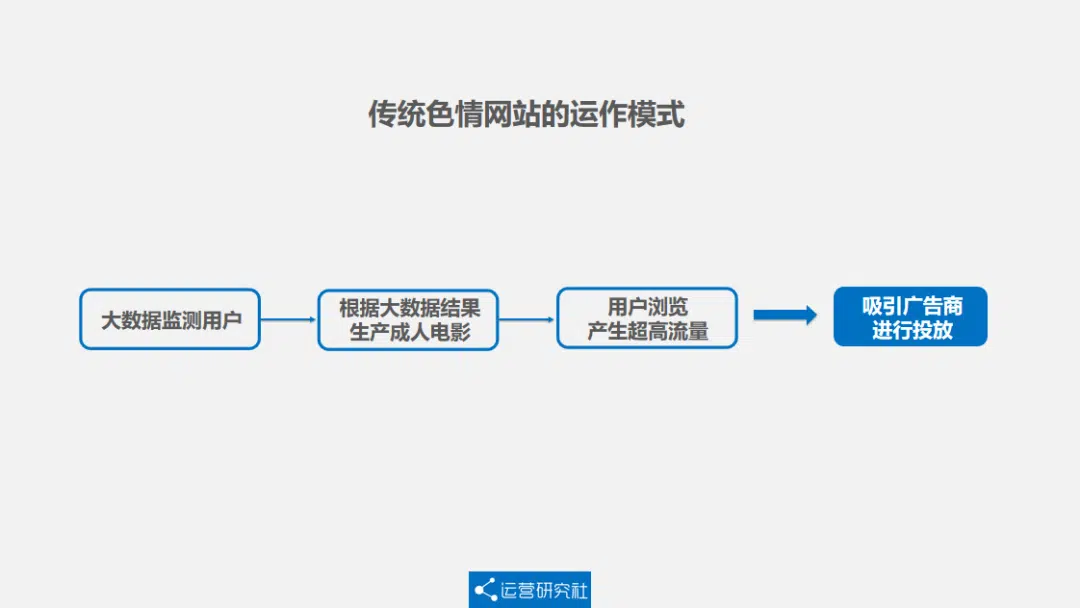 传统色情网站的运作模式
大数据监测用户
根据大数据结果
生产成人电影
用户浏览
产生超高流量
吸引广告商
进行投放
运营研究社